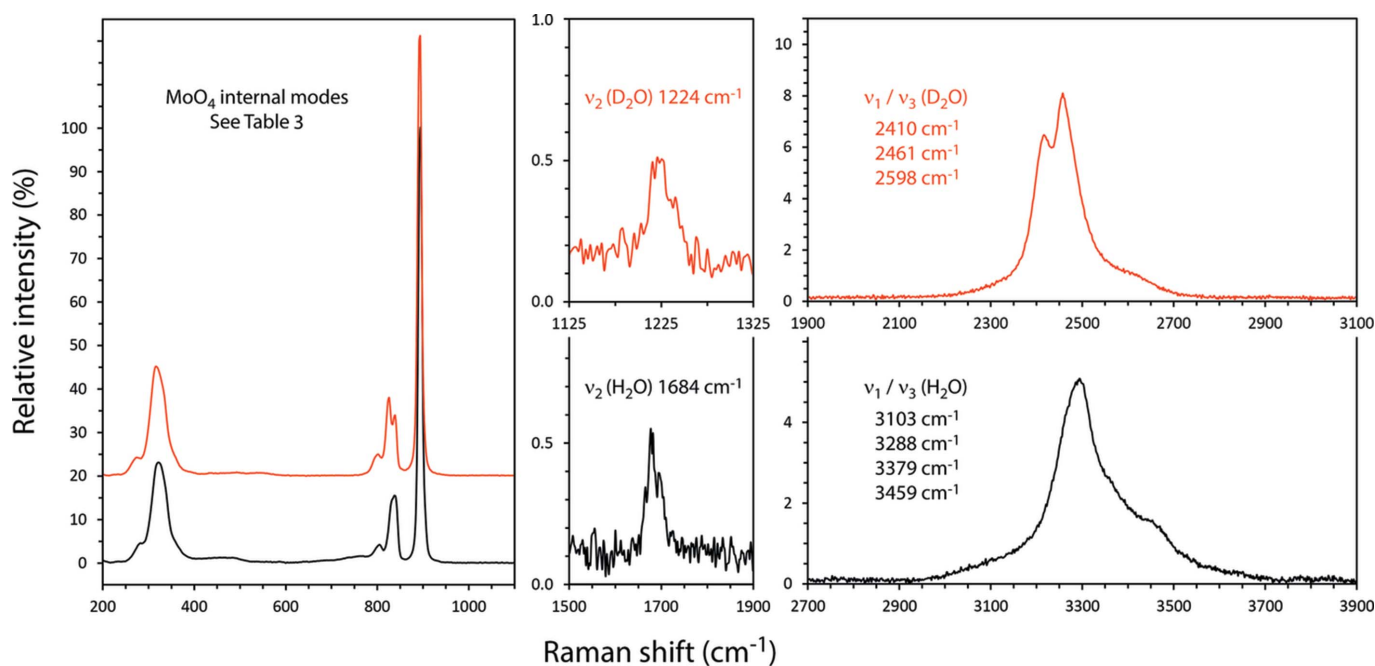 Relative intensity (%)
100
90
80
70
60
50
40
30
20
10
0
MoO₄ internal modes
See Table 3
200 400 600 800 1000
1.0
0.5
0.0
ν₂ (D₂O) 1224 cm⁻¹
1125 1225 1325
0.5
0.0
ν₂ (H₂O) 1684 cm⁻¹
1500 1700 1900
10
8
6
4
2
0
ν₁ / ν₃ (D₂O)
2410 cm⁻¹
2461 cm⁻¹
2598 cm⁻¹
1900 2100 2300 2500 2700 2900 3100
4
2
0
ν₁ / ν₃ (H₂O)
3103 cm⁻¹
3288 cm⁻¹
3379 cm⁻¹
3459 cm⁻¹
2700 2900 3100 3300 3500 3700 3900
Raman shift (cm⁻¹)